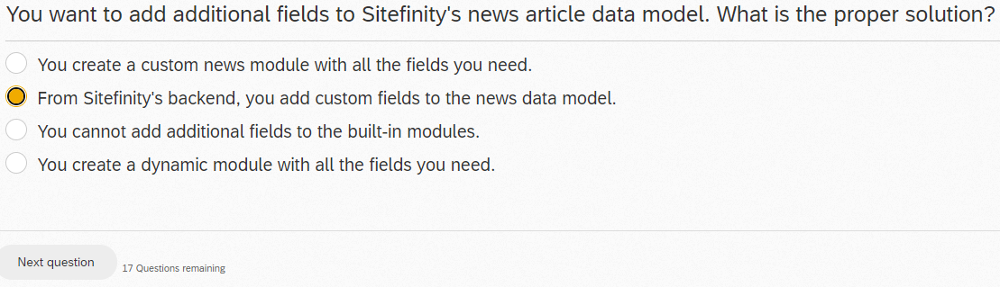 You want to add additional fields to Sitefinity's news article data model. What is the proper solution?
You create a custom news module with all the fields you need.
From Sitefinity's backend, you add custom fields to the news data model.
You cannot add additional fields to the built-in modules.
You create a dynamic module with all the fields you need.
Next question
17 Questions remaining